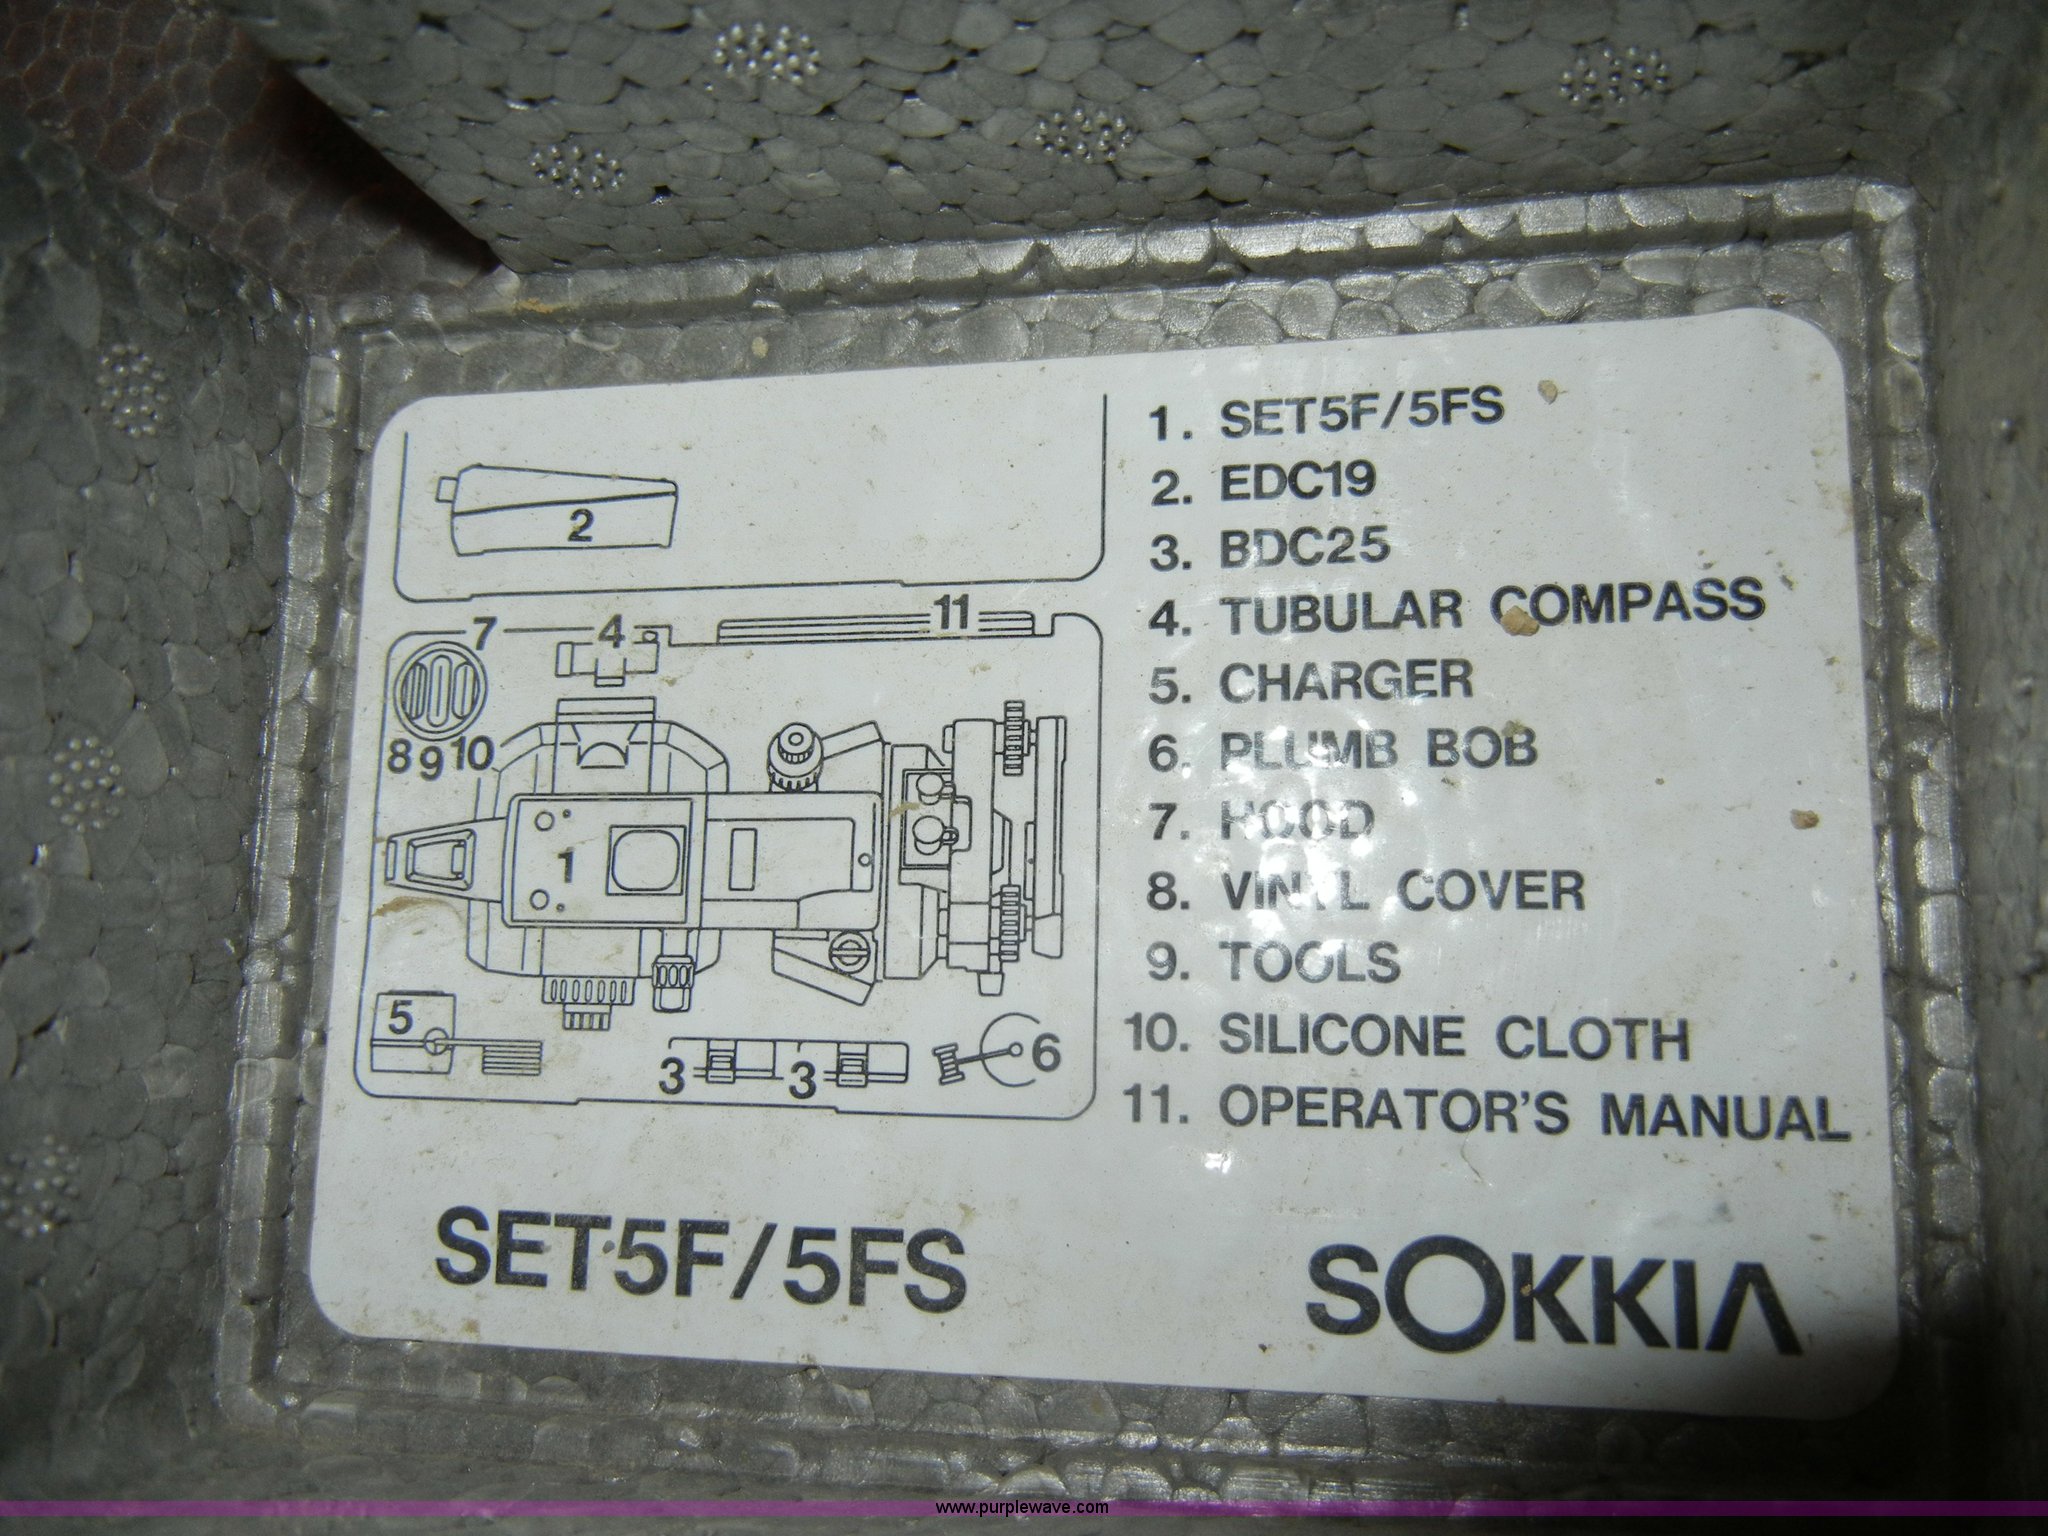 2
11
7
4
8 9 10
1
5
3
3
6
1. SET5F/5FS
2. EDC19
3. BDC25
4. TUBULAR COMPASS
5. CHARGER
6. PLUMB BOB
7. HOOD
8. VINYL COVER
9. TOOLS
10. SILICONE CLOTH
11. OPERATOR'S MANUAL
SET5F/5FS
SOKKIA
www.purplewave.com